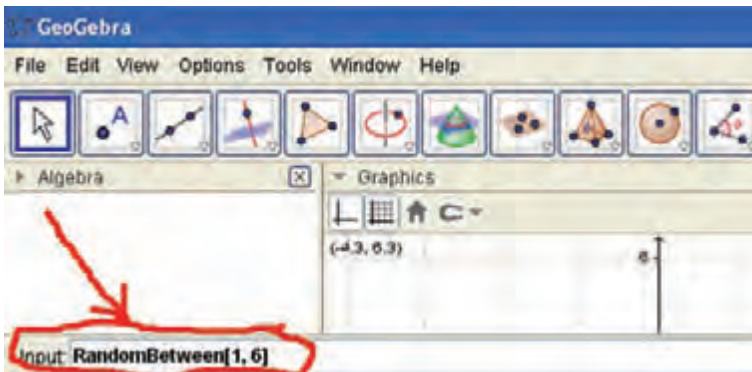 GeoGebra
File Edit View Options Tools Window Help
A
Algebra
Graphics
(-4.3, 6.3)
6
Input: RandomBetween[1, 6]